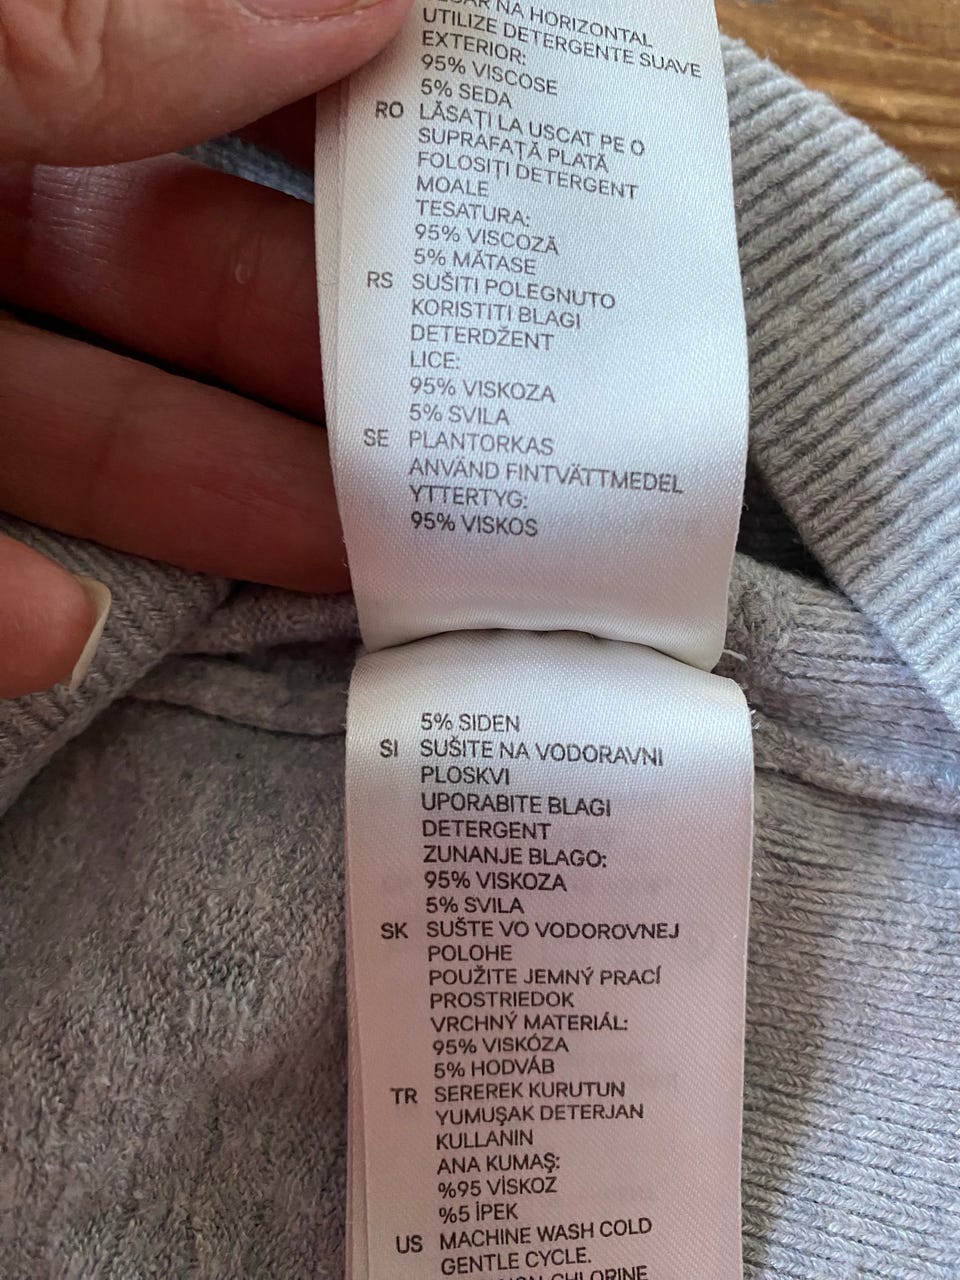 NA HORIZONTAL
UTILIZE DETERGENTE SUAVE
EXTERIOR:
95% VISCOSE
5% SEDA
RO LĂSAȚI LA USCAT PE O
SUPRAFAȚĂ PLATĂ
FOLOSIȚI DETERGENT
MOALE
TESATURA:
95% VISCOZĂ
5% MĂTASE
RS SUŠITI POLEGNUTO
KORISTITI BLAGI
DETERDŽENT
LICE:
95% VISKOZA
5% SVILA
SE PLANTORKAS
ANVÄND FINTVÄTTMEDEL
YTTERTYG:
95% VISKOS
5% SIDEN
SI SUŠITE NA VODORAVNI
PLOSKVI
UPORABITE BLAGI
DETERGENT
ZUNANJE BLAGO:
95% VISKOZA
5% SVILA
SK SUŠTE VO VODOROVNEJ
POLOHE
POUŽITE JEMNÝ PRACÍ
PROSTRIEDOK
VRCHNÝ MATERIÁL:
95% VISKÓZA
5% HODVÁB
TR SEREREK KURUTUN
YUMUŞAK DETERJAN
KULLANIN
ANA KUMAŞ:
%95 VİSKOZ
%5 İPEK
US MACHINE WASH COLD
GENTLE CYCLE.
CHLORINE